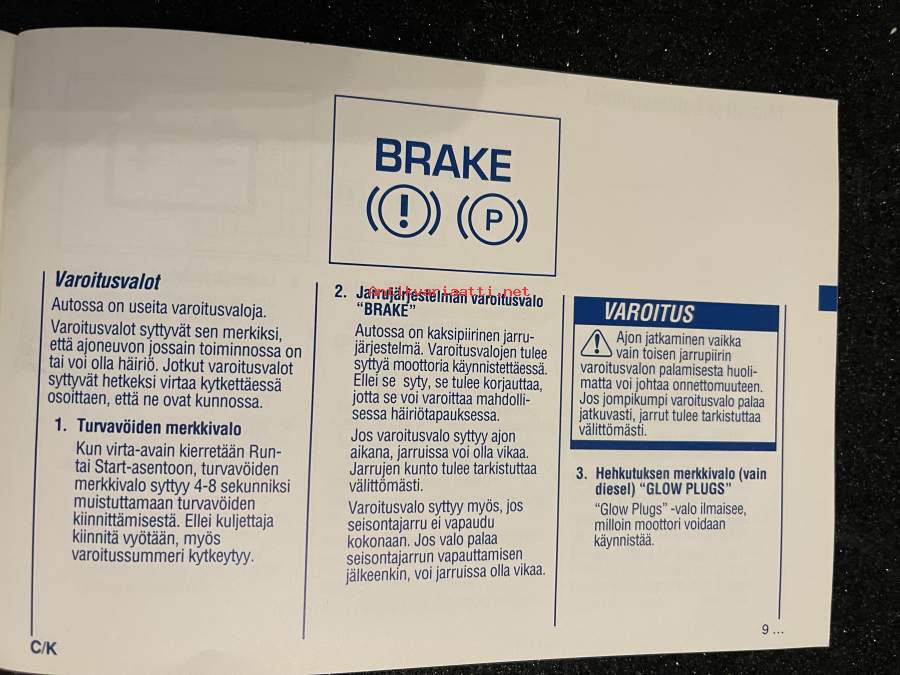 BRAKE
(!) (P)
Varoitusvalot
Autossa on useita varoitusvaloja.
Varoitusvalot syttyvät sen merkiksi,
että ajoneuvon jossain toiminnossa on
tai voi olla häiriö. Jotkut varoitusvalot
syttyvät hetkeksi virtaa kytkettäessä
osoittaen, että ne ovat kunnossa.
1. Turvavöiden merkkivalo
Kun virta-avain kierretään Run-
tai Start-asentoon, turvavöiden
merkkivalo syttyy 4-8 sekunniksi
muistuttamaan turvavöiden
kiinnittämisestä. Ellei kuljettaja
kiinnitä vyötään, myös
varoitussummeri kytkeytyy.
C/K
2. Jarrujärjestelmän varoitusvalo
“BRAKE”
Antikvariaatti.net
Autossa on kaksipiirinen jarru-
järjestelmä. Varoitusvalojen tulee
syttyä moottoria käynnistettäessä.
Ellei se syty, se tulee korjauttaa,
jotta se voi varoittaa mahdolli-
sessa häiriötapauksessa.
Jos varoitusvalo syttyy ajon
aikana, jarruissa voi olla vikaa.
Jarrujen kunto tulee tarkistuttaa
välittömästi.
Varoitusvalo syttyy myös, jos
seisontajarru ei vapaudu
kokonaan. Jos valo palaa
seisontajarrun vapauttamisen
jälkeenkin, voi jarruissa olla vikaa.
VAROITUS
Ajon jatkaminen vaikka
vain toisen jarrupiirin
varoitusvalon palamisesta huoli-
matta voi johtaa onnettomuuteen.
Jos jompikumpi varoitusvalo palaa
jatkuvasti, jarrut tulee tarkistuttaa
välittömästi.
3. Hehkutuksen merkkivalo (vain
diesel) “GLOW PLUGS”
“Glow Plugs” -valo ilmaisee,
milloin moottori voidaan
käynnistää.
9 ...